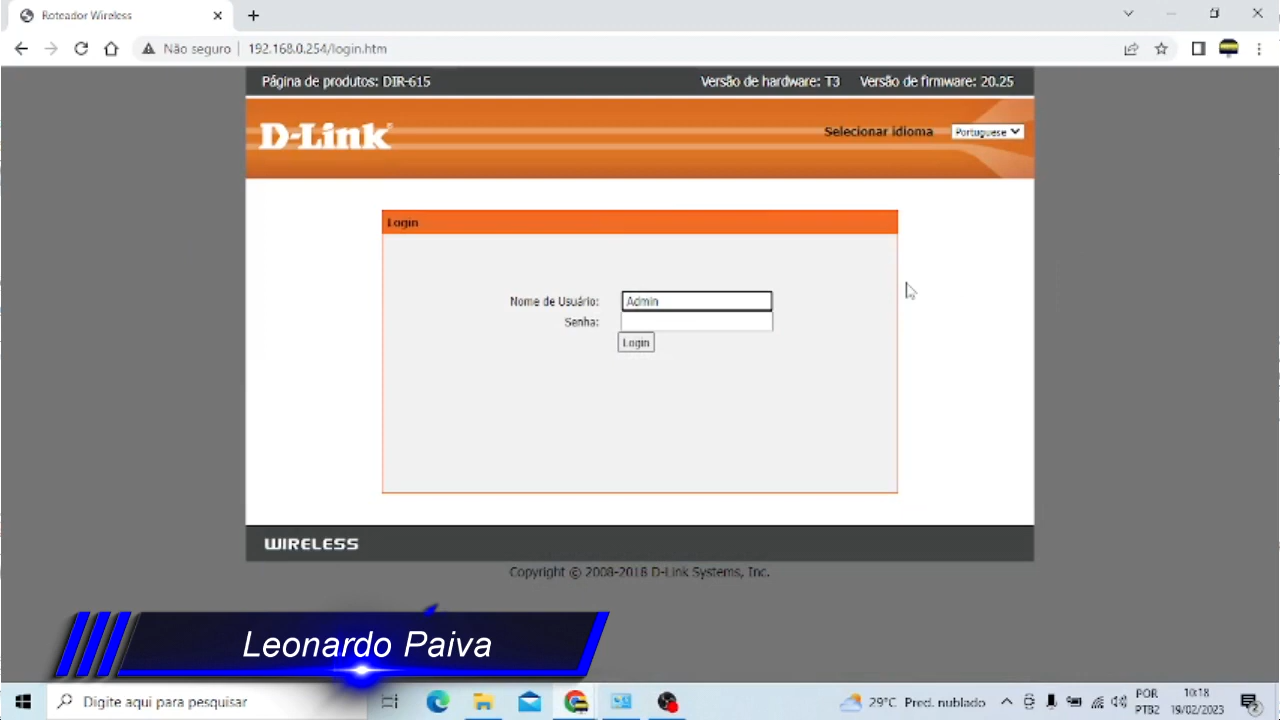 Roteador Wireless
Não seguro
192.168.0.254/login.htm
Página de produtos: DIR-615
Versão de hardware: T3
Versão de firmware: 20.25
D-Link
Selecionar idioma
Portuguese
Login
Nome de Usuário:
Admin
Senha:
Login
WIRELESS
Copyright © 2008-2018 D-Link Systems, Inc.
Leonardo Paiva
Digite aqui para pesquisar
29°C Pred. nublado
POR
PTB2
10:18
19/02/2023
2